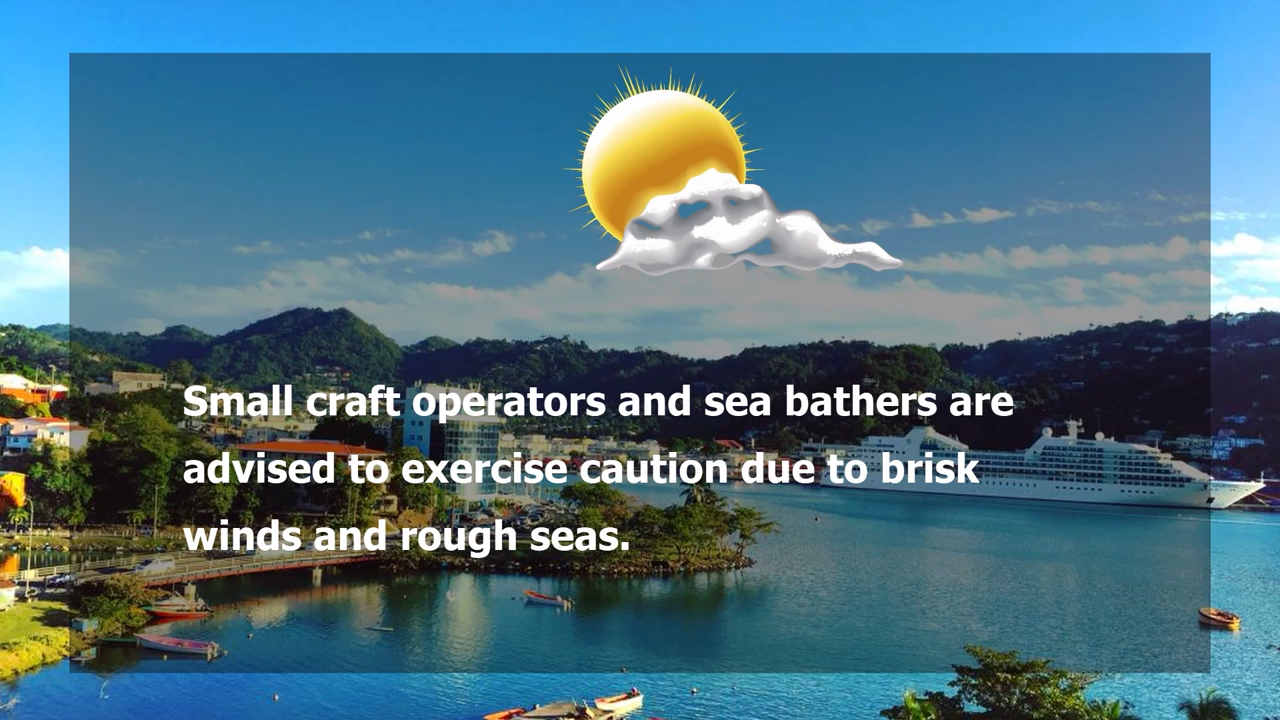 Small craft operators and sea bathers are
advised to exercise caution due to brisk
winds and rough seas.